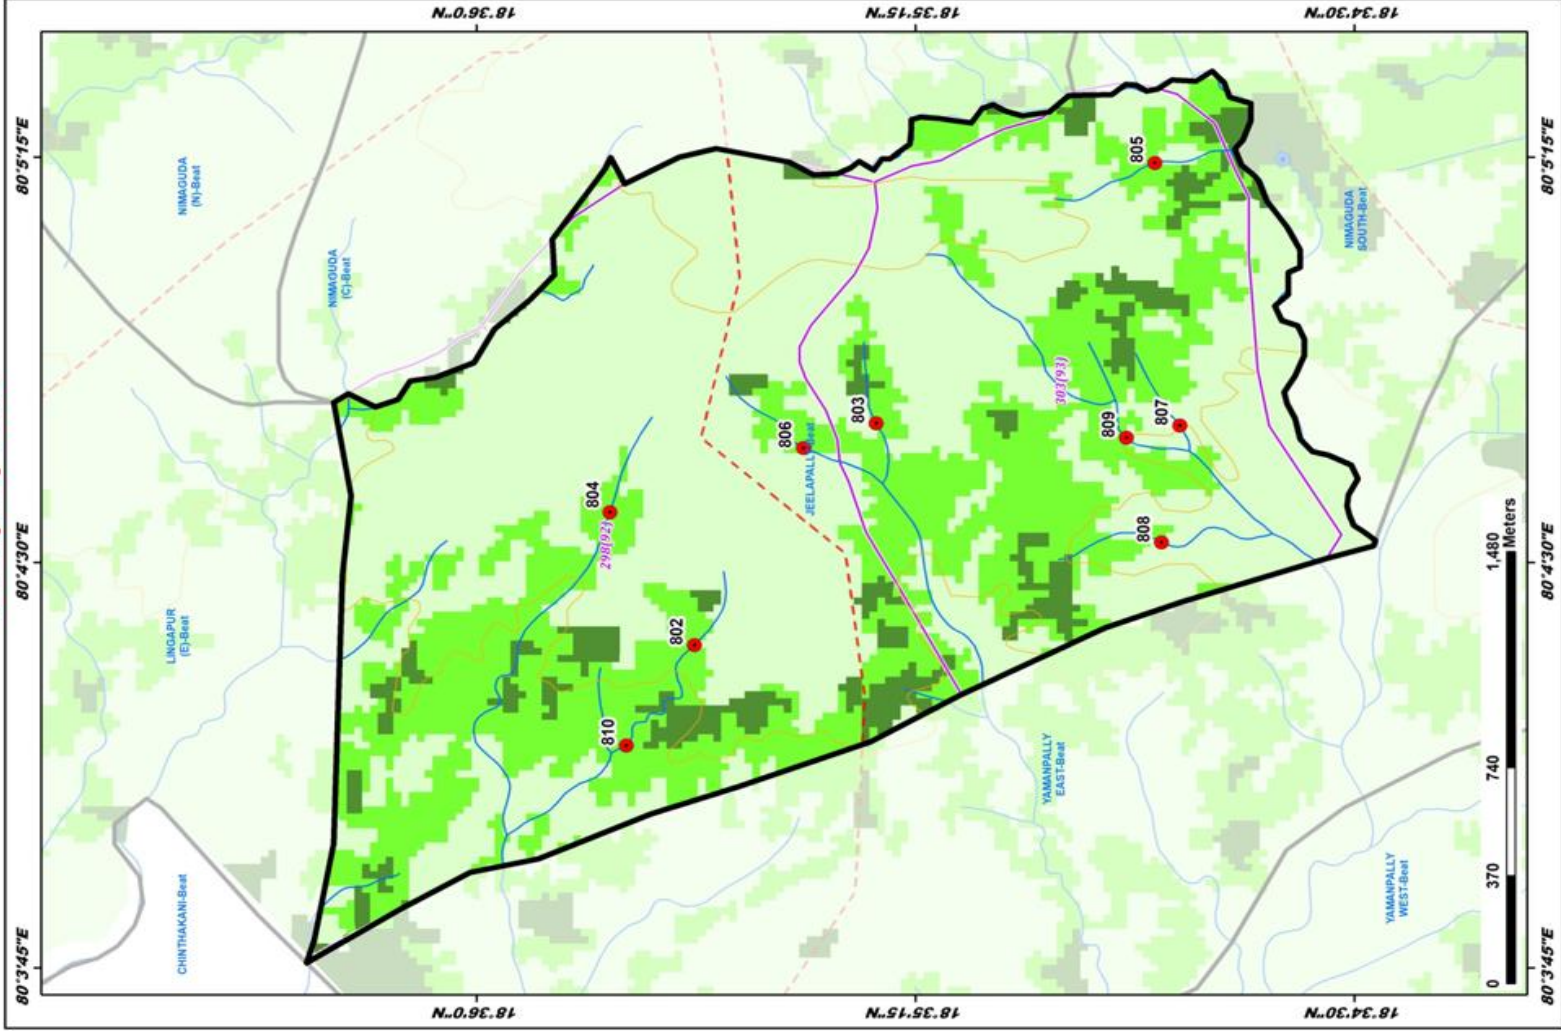 18°36'0"N
18°35'15"N
18°34'30"N
80°5'15"E
80°5'15"E
NIMAGUDA
(N)-Beat
NIMAGUDA
(C)-Beat
805
NIMAGUDA
SOUTH-Beat
303[93]
806
803
809
807
JEELAPALLY-Beat
804
298[92]
808
80°4'30"E
80°4'30"E
LINGAPUR
(E)-Beat
802
810
YAMANPALLY
EAST-Beat
CHINTHAKANI-Beat
YAMANPALLY
WEST-Beat
0 370 740 1,480
Meters
80°3'45"E
80°3'45"E
18°36'0"N
18°35'15"N
18°34'30"N